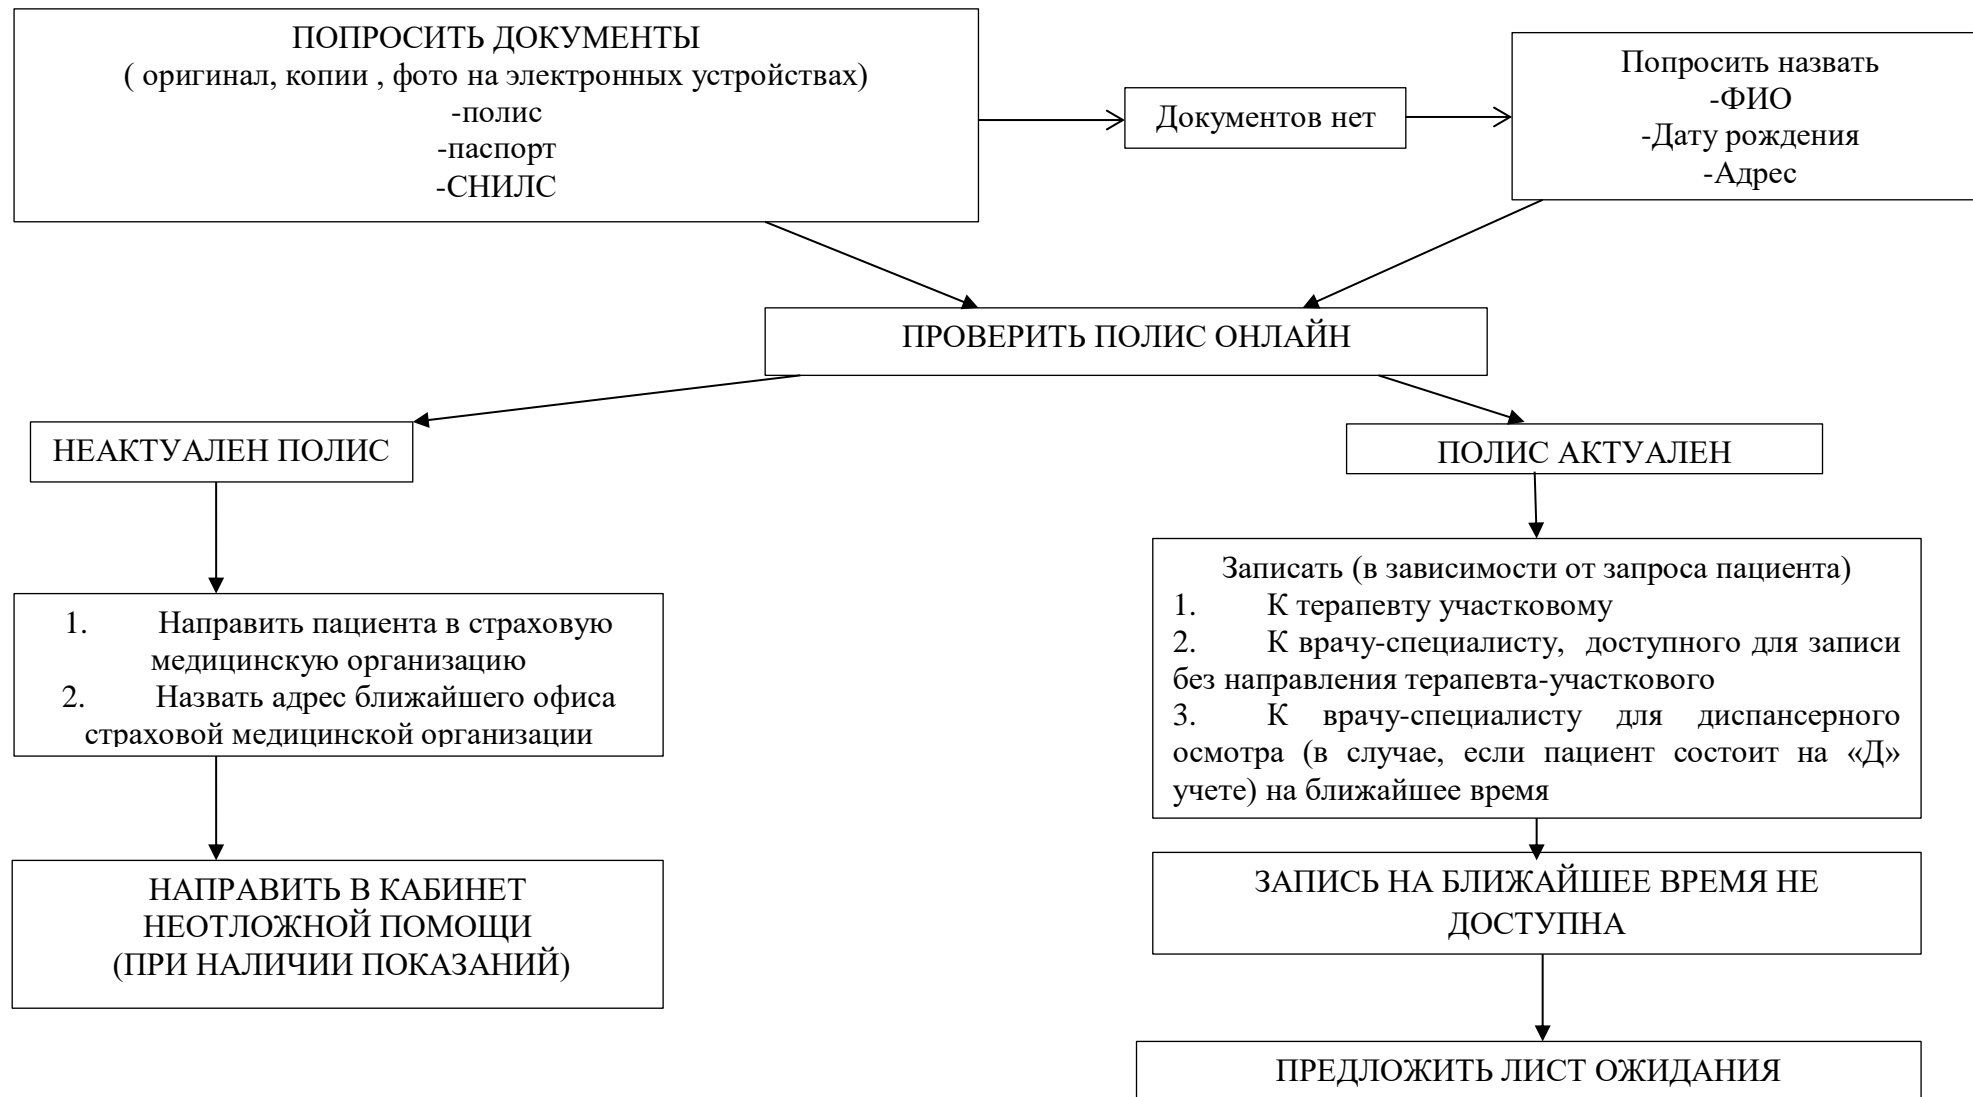 ПОПРОСИТЬ ДОКУМЕНТЫ
( оригинал, копии , фото на электронных устройствах)
-полис
-паспорт
-СНИЛС
Документов нет
Попросить назвать
-ФИО
-Дату рождения
-Адрес
ПРОВЕРИТЬ ПОЛИС ОНЛАЙН
НЕАКТУАЛЕН ПОЛИС
ПОЛИС АКТУАЛЕН
1. Направить пациента в страховую
медицинскую организацию
2. Назвать адрес ближайшего офиса
страховой медицинской организации
Записать (в зависимости от запроса пациента)
1. К терапевту участковому
2. К врачу-специалисту, доступного для записи
без направления терапевта-участкового
3. К врачу-специалисту для диспансерного
осмотра (в случае, если пациент состоит на «Д»
учете) на ближайшее время
НАПРАВИТЬ В КАБИНЕТ
НЕОТЛОЖНОЙ ПОМОЩИ
(ПРИ НАЛИЧИИ ПОКАЗАНИЙ)
ЗАПИСЬ НА БЛИЖАЙШЕЕ ВРЕМЯ НЕ
ДОСТУПНА
ПРЕДЛОЖИТЬ ЛИСТ ОЖИДАНИЯ